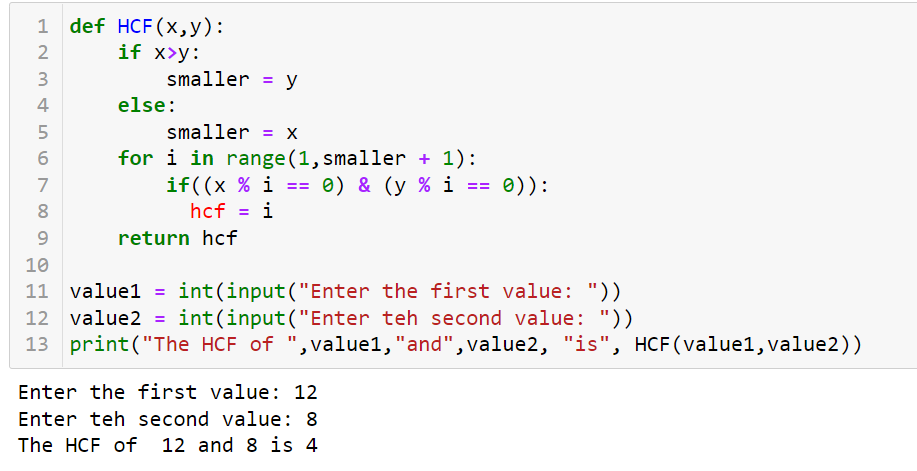 1 def HCF(x,y):
2     if x>y:
3         smaller = y
4     else:
5         smaller = x
6     for i in range(1,smaller + 1):
7         if((x % i == 0) & (y % i == 0)):
8           hcf = i
9     return hcf
10
11 value1 = int(input("Enter the first value: "))
12 value2 = int(input("Enter teh second value: "))
13 print("The HCF of ",value1,"and",value2, "is", HCF(value1,value2))
Enter the first value: 12
Enter teh second value: 8
The HCF of  12 and 8 is 4